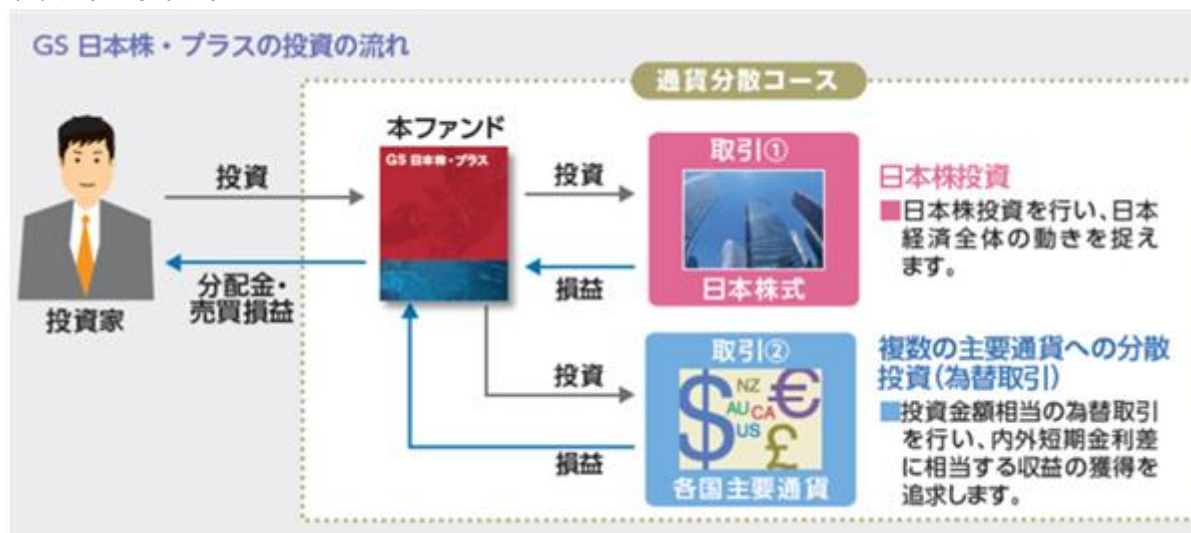 GS 日本株・プラスの投資の流れ
通貨分散コース
本ファンド
GS 日本株・プラス
投資
投資
取引①
日本株式
日本株投資
■日本株投資を行い、日本
経済全体の動きを捉え
ます。
分配金・
売買損益
損益
投資家
投資
損益
取引②
$ NZ €
AU CA
US £
各国主要通貨
複数の主要通貨への分散
投資(為替取引)
■投資金額相当の為替取引
を行い、内外短期金利差
に相当する収益の獲得を
追求します。